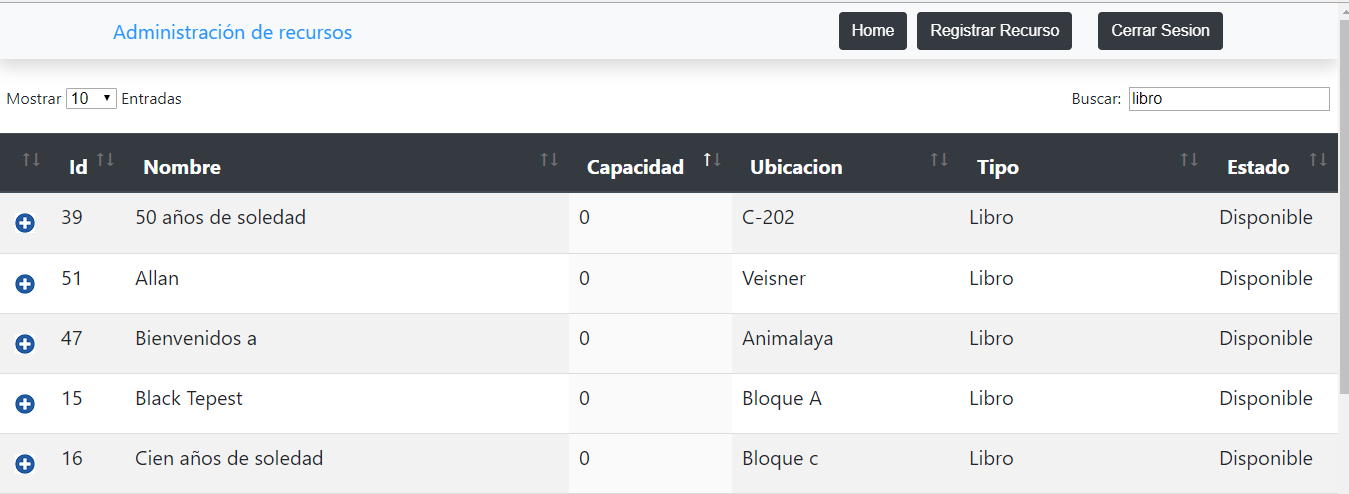 Administración de recursos Home Registrar Recurso Cerrar Sesion
Mostrar 10 Entradas Buscar: libro
Id Nombre Capacidad Ubicacion Tipo Estado
39 50 años de soledad 0 C-202 Libro Disponible
51 Allan 0 Veisner Libro Disponible
47 Bienvenidos a 0 Animalaya Libro Disponible
15 Black Tepest 0 Bloque A Libro Disponible
16 Cien años de soledad 0 Bloque c Libro Disponible